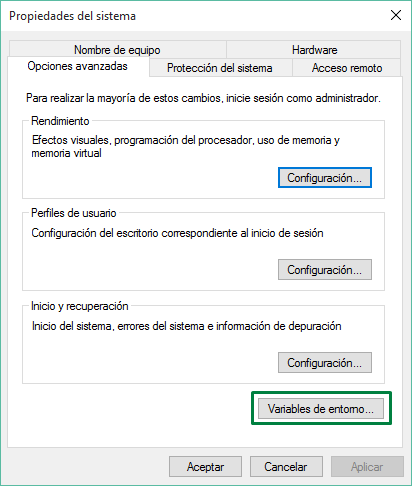 Propiedades del sistema
Nombre de equipo
Hardware
Opciones avanzadas
Protección del sistema
Acceso remoto
Para realizar la mayoría de estos cambios, inicie sesión como administrador.
Rendimiento
Efectos visuales, programación del procesador, uso de memoria y
memoria virtual
Configuración...
Perfiles de usuario
Configuración del escritorio correspondiente al inicio de sesión
Configuración...
Inicio y recuperación
Inicio del sistema, errores del sistema e información de depuración
Configuración...
Variables de entorno...
Aceptar
Cancelar
Aplicar